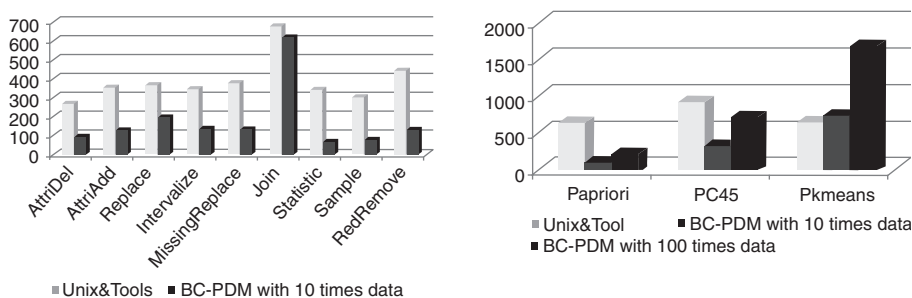 700
600
500
400
300
200
100
0
AttriDel
AttriAdd
Replace
Intervalize
MissingReplace
Join
Statistic
Sample
RedRemove
Unix&Tools BC-PDM with 10 times data
2000
1500
1000
500
0
Papriori PC45 Pkmeans
Unix&Tool BC-PDM with 10 times data
BC-PDM with 100 times data